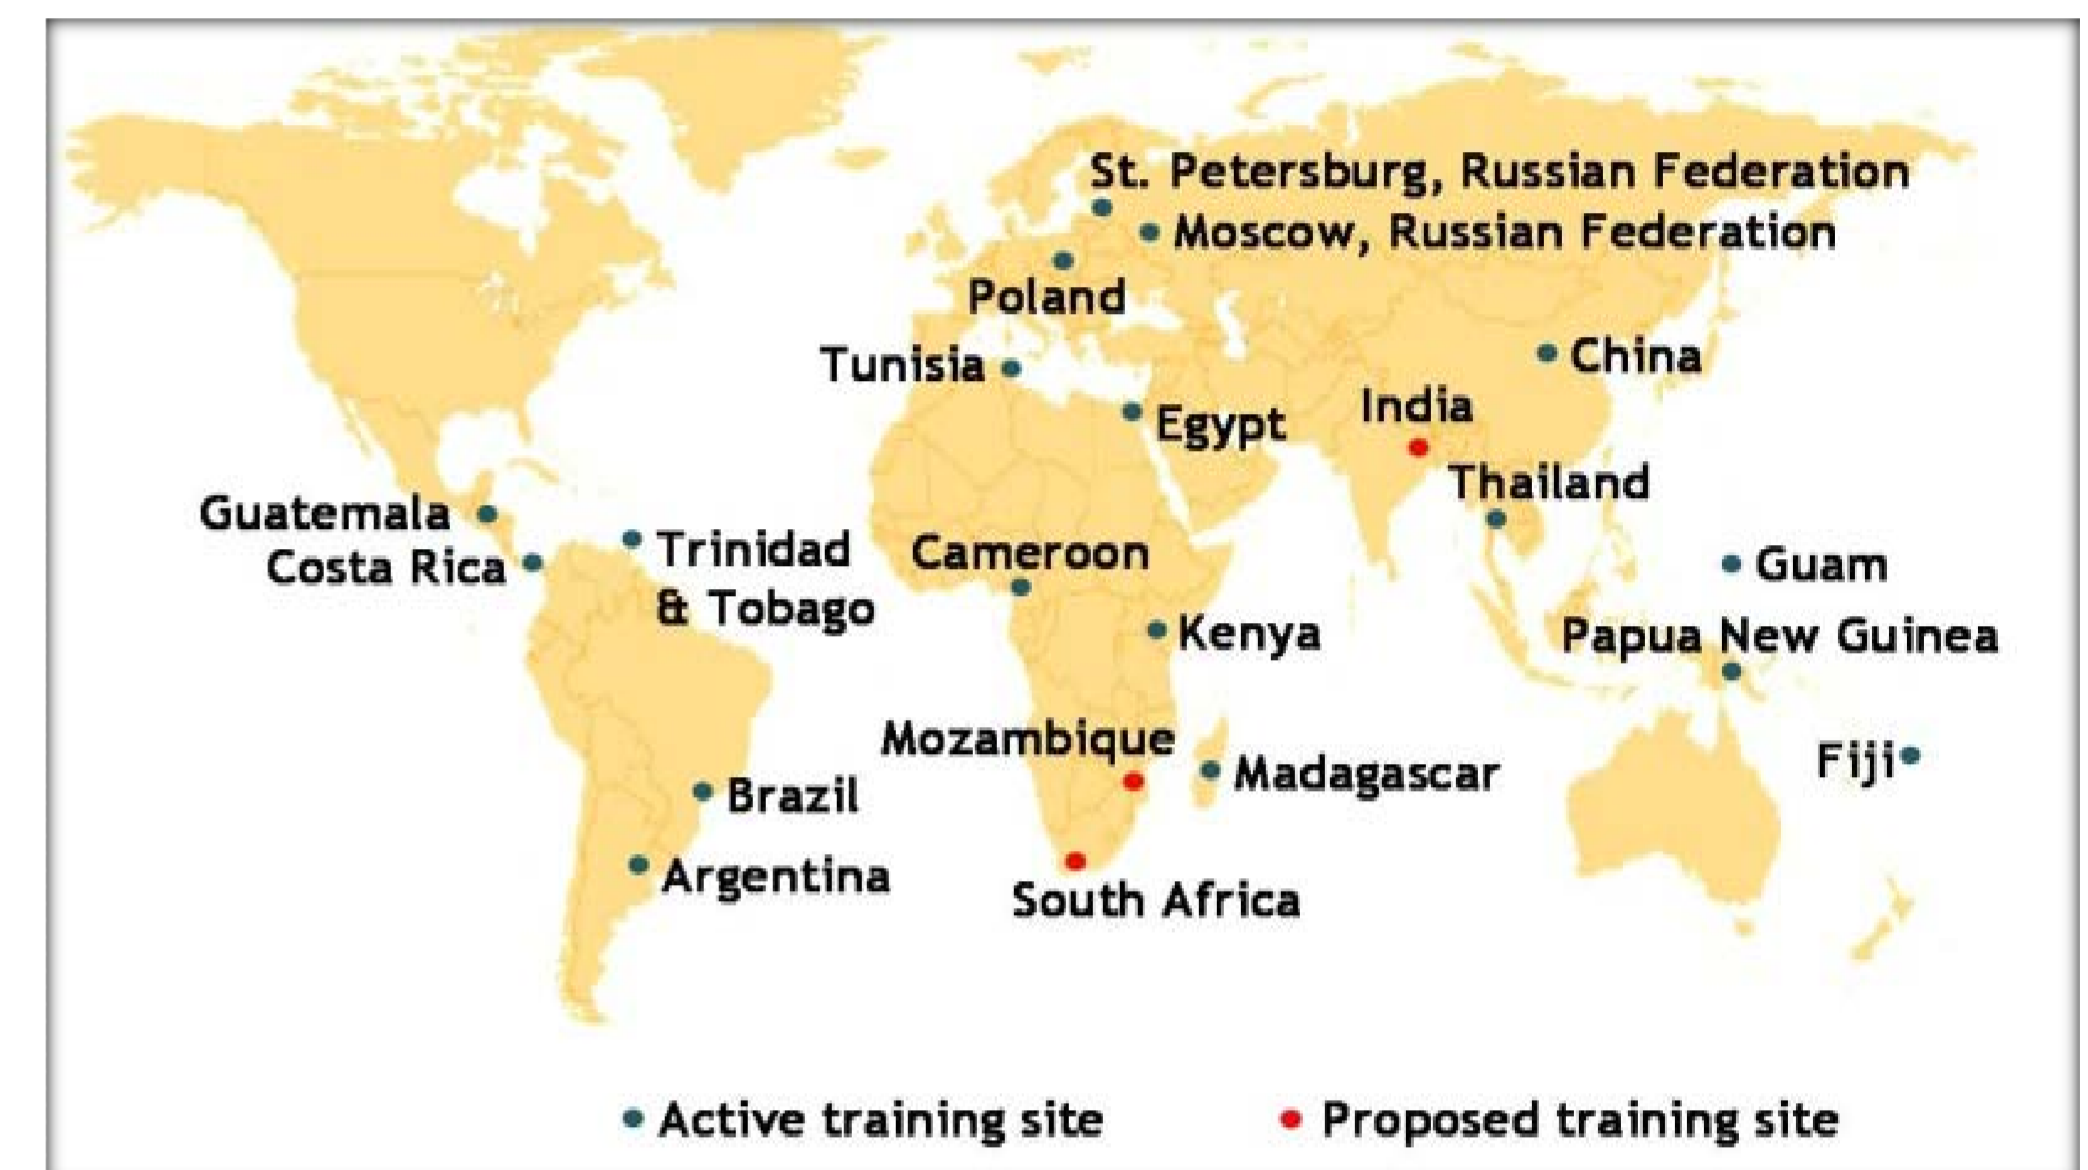 St. Petersburg, Russian Federation
Moscow, Russian Federation
Poland
Tunisia
China
Egypt
India
Thailand
Guatemala
Costa Rica
Trinidad
& Tobago
Cameroon
Guam
Kenya
Papua New Guinea
Mozambique
Madagascar
Fiji
Brazil
Argentina
South Africa
Active training site
Proposed training site